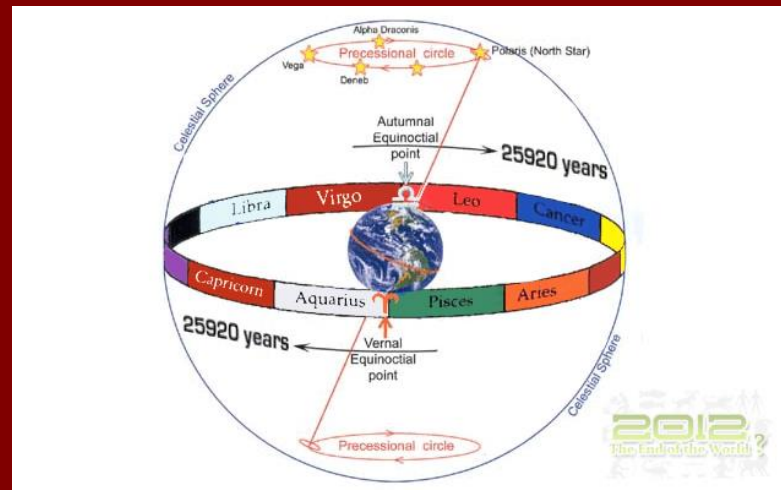 Alpha Draconis
Precessional circle
Polaris (North Star)
Vega
Deneb
Celestial Sphere
Autumnal
Equinoctial
point
25920 years
Libra
Virgo
Leo
Cancer
Capricorn
Aquarius
Pisces
Aries
25920 years
Vernal
Equinoctial
point
Celestial Sphere
Precessional circle
2012
The End of the World ?